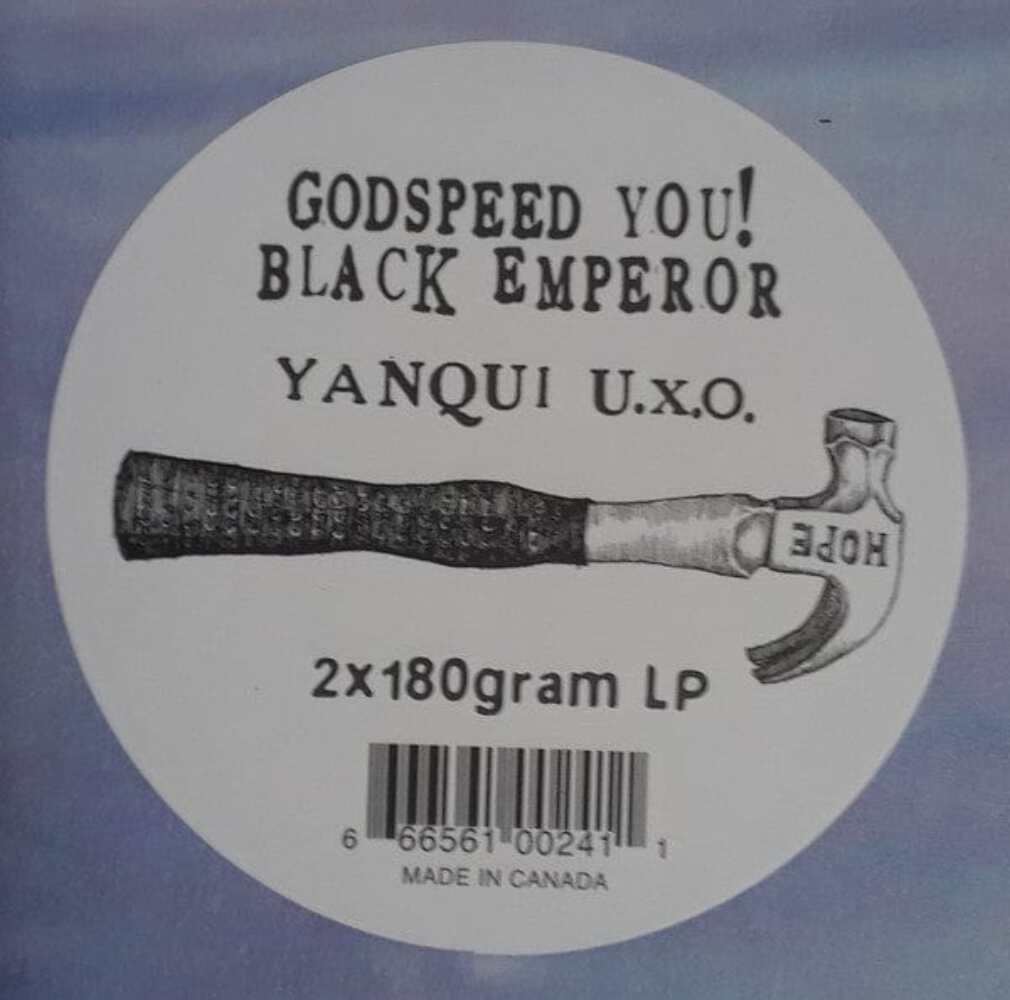 GODSPEED YOU!
BLACK EMPEROR
YANQUI U.X.O.
HOPE
2x180gram LP
6 66561 00241 1
MADE IN CANADA